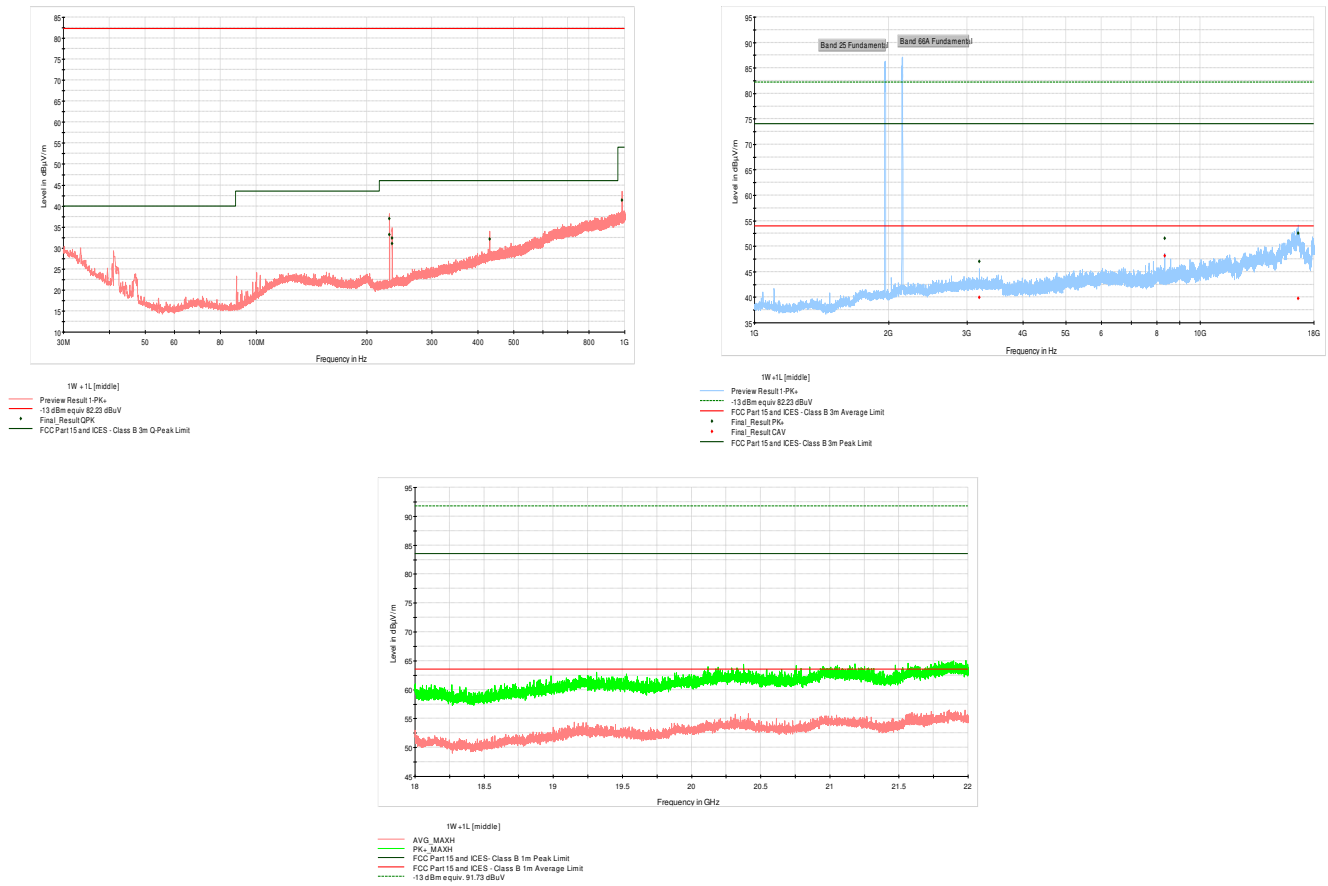 85
80
75
70
65
60
55
50
45
40
35
30
25
20
15
10
Level in dBµV/m
30M 50 60 80 100M 200 300 400 500 800 1G
Frequency in Hz
1W +1L [middle]
Preview Result 1-PK+
-13 dBm equiv 82.23 dBuV
Final_Result QPK
FCC Part 15 and ICES - Class B 3m Q-Peak Limit
95
90
85
80
75
70
65
60
55
50
45
40
35
Level in dBµV/m
Band 25 Fundamental
Band 66A Fundamental
1G 2G 3G 4G 5G 6 8 10G 18G
Frequency in Hz
1W +1L [middle]
Preview Result 1-PK+
-13 dBm equiv 82.23 dBuV
FCC Part 15 and ICES - Class B 3m Average Limit
Final_Result PK+
Final_Result CAV
FCC Part 15 and ICES- Class B 3m Peak Limit
95
90
85
80
75
70
65
60
55
50
45
Level in dBµV/m
18 18.5 19 19.5 20 20.5 21 21.5 22
Frequency in GHz
1W +1L [middle]
AVG_MAXH
PK+_MAXH
FCC Part 15 and ICES- Class B 1m Peak Limit
FCC Part 15 and ICES - Class B 1m Average Limit
-13 dBm equiv. 91.73 dBuV